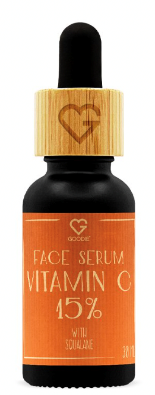 GOODIE
FACE SERUM
VITAMIN C
15%
WITH
SQUALANE